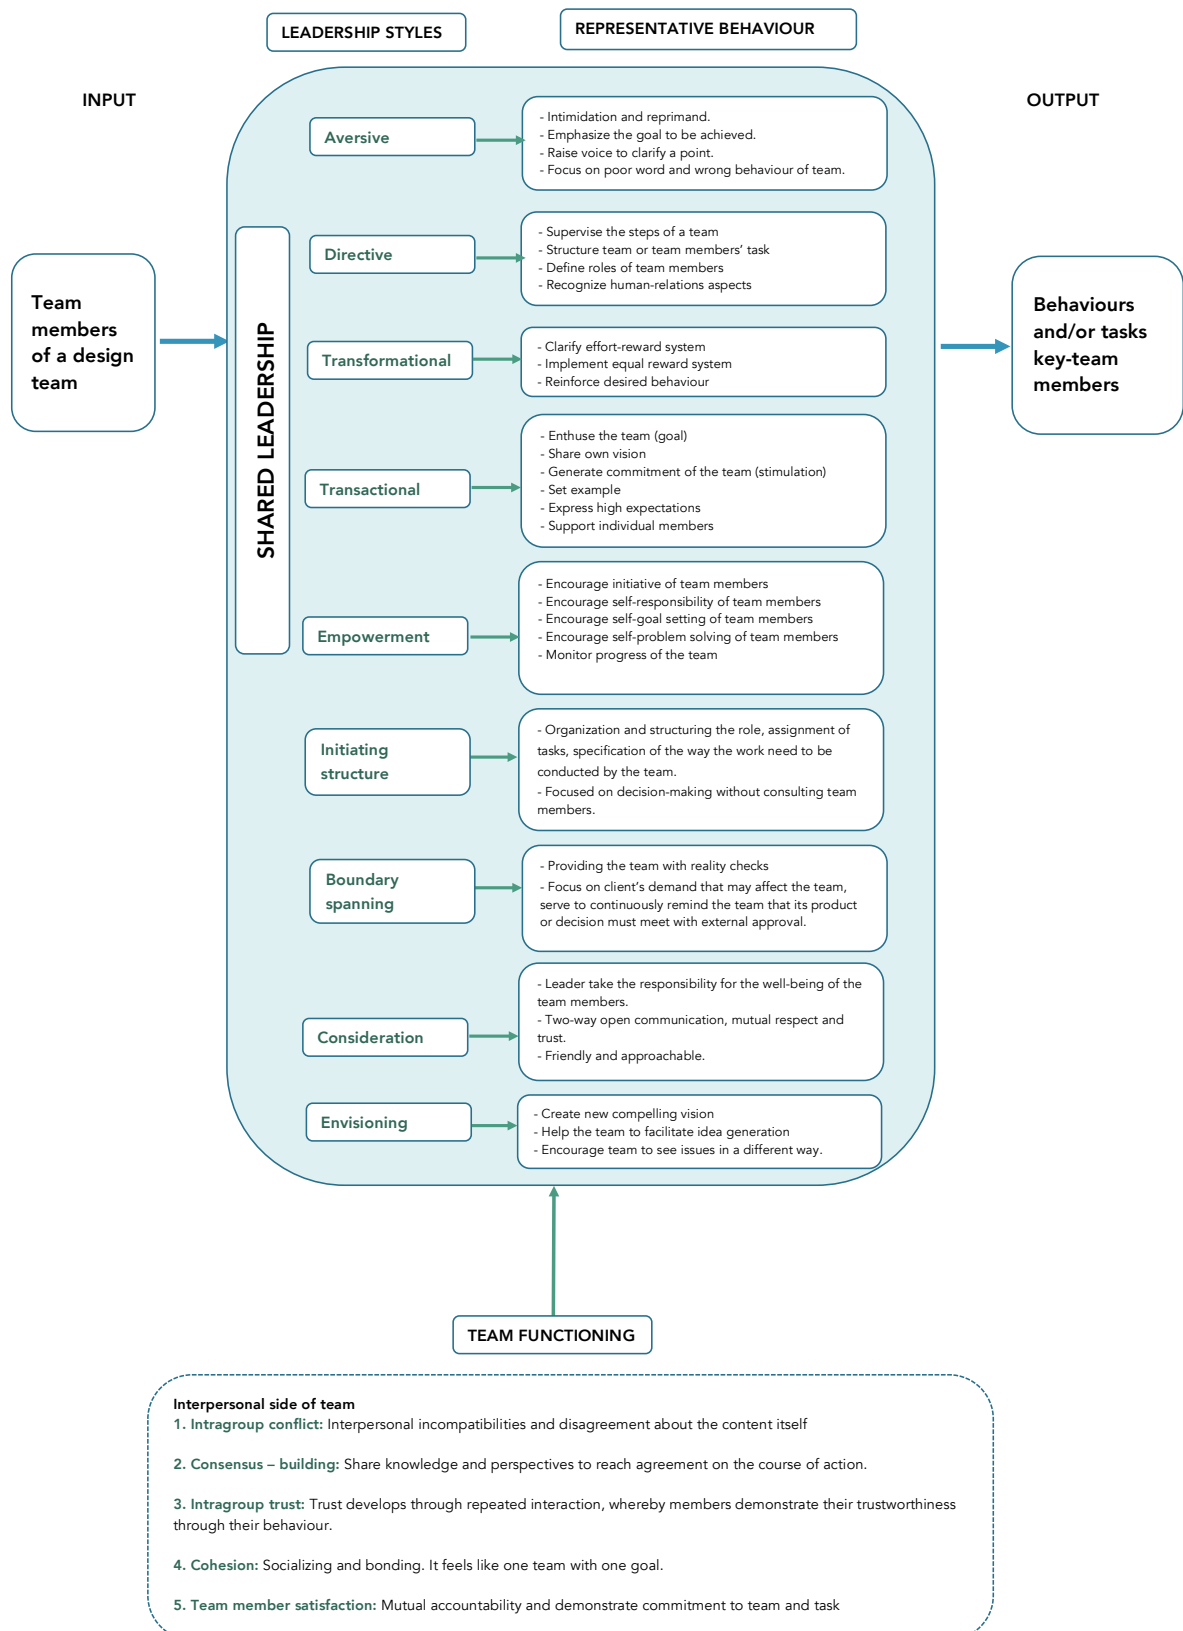 LEADERSHIP STYLES
REPRESENTATIVE BEHAVIOUR
INPUT
OUTPUT
Team
members
of a design
team
SHARED LEADERSHIP
Aversive
- Intimidation and reprimand.
- Emphasize the goal to be achieved.
- Raise voice to clarify a point.
- Focus on poor word and wrong behaviour of team.
Directive
- Supervise the steps of a team
- Structure team or team members' task
- Define roles of team members
- Recognize human-relations aspects
Transformational
- Clarify effort-reward system
- Implement equal reward system
- Reinforce desired behaviour
Transactional
- Enthuse the team (goal)
- Share own vision
- Generate commitment of the team (stimulation)
- Set example
- Express high expectations
- Support individual members
Empowerment
- Encourage initiative of team members
- Encourage self-responsibility of team members
- Encourage self-goal setting of team members
- Encourage self-problem solving of team members
- Monitor progress of the team
Initiating
structure
- Organization and structuring the role, assignment of
tasks, specification of the way the work need to be
conducted by the team.
- Focused on decision-making without consulting team
members.
Boundary
spanning
- Providing the team with reality checks
- Focus on client's demand that may affect the team,
serve to continuously remind the team that its product
or decision must meet with external approval.
Consideration
- Leader take the responsibility for the well-being of the
team members.
- Two-way open communication, mutual respect and
trust.
- Friendly and approachable.
Envisioning
- Create new compelling vision
- Help the team to facilitate idea generation
- Encourage team to see issues in a different way.
Behaviours
and/or tasks
key-team
members
TEAM FUNCTIONING
Interpersonal side of team
1. Intragroup conflict: Interpersonal incompatibilities and disagreement about the content itself
2. Consensus – building: Share knowledge and perspectives to reach agreement on the course of action.
3. Intragroup trust: Trust develops through repeated interaction, whereby members demonstrate their trustworthiness
through their behaviour.
4. Cohesion: Socializing and bonding. It feels like one team with one goal.
5. Team member satisfaction: Mutual accountability and demonstrate commitment to team and task